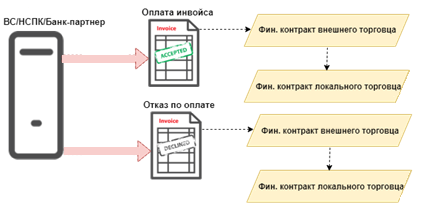 ВС/НСПК/Банк-партнер
Оплата инвойса
Invoice
ACCEPTED
Фин. контракт внешнего торговца
Фин. контракт локального торговца
Отказ по оплате
Invoice
DECLINED
Фин. контракт внешнего торговца
Фин. контракт локального торговца